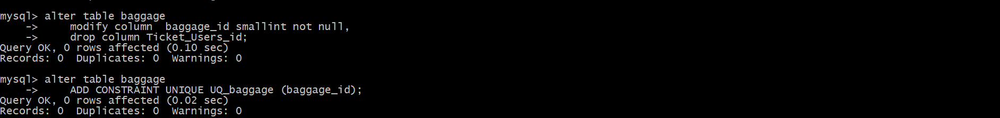 mysql> alter table baggage
    ->     modify column  baggage_id smallint not null,
    ->     drop column Ticket_Users_id;
Query OK, 0 rows affected (0.10 sec)
Records: 0  Duplicates: 0  Warnings: 0

mysql> alter table baggage
    ->     ADD CONSTRAINT UNIQUE UQ_baggage (baggage_id);
Query OK, 0 rows affected (0.02 sec)
Records: 0  Duplicates: 0  Warnings: 0